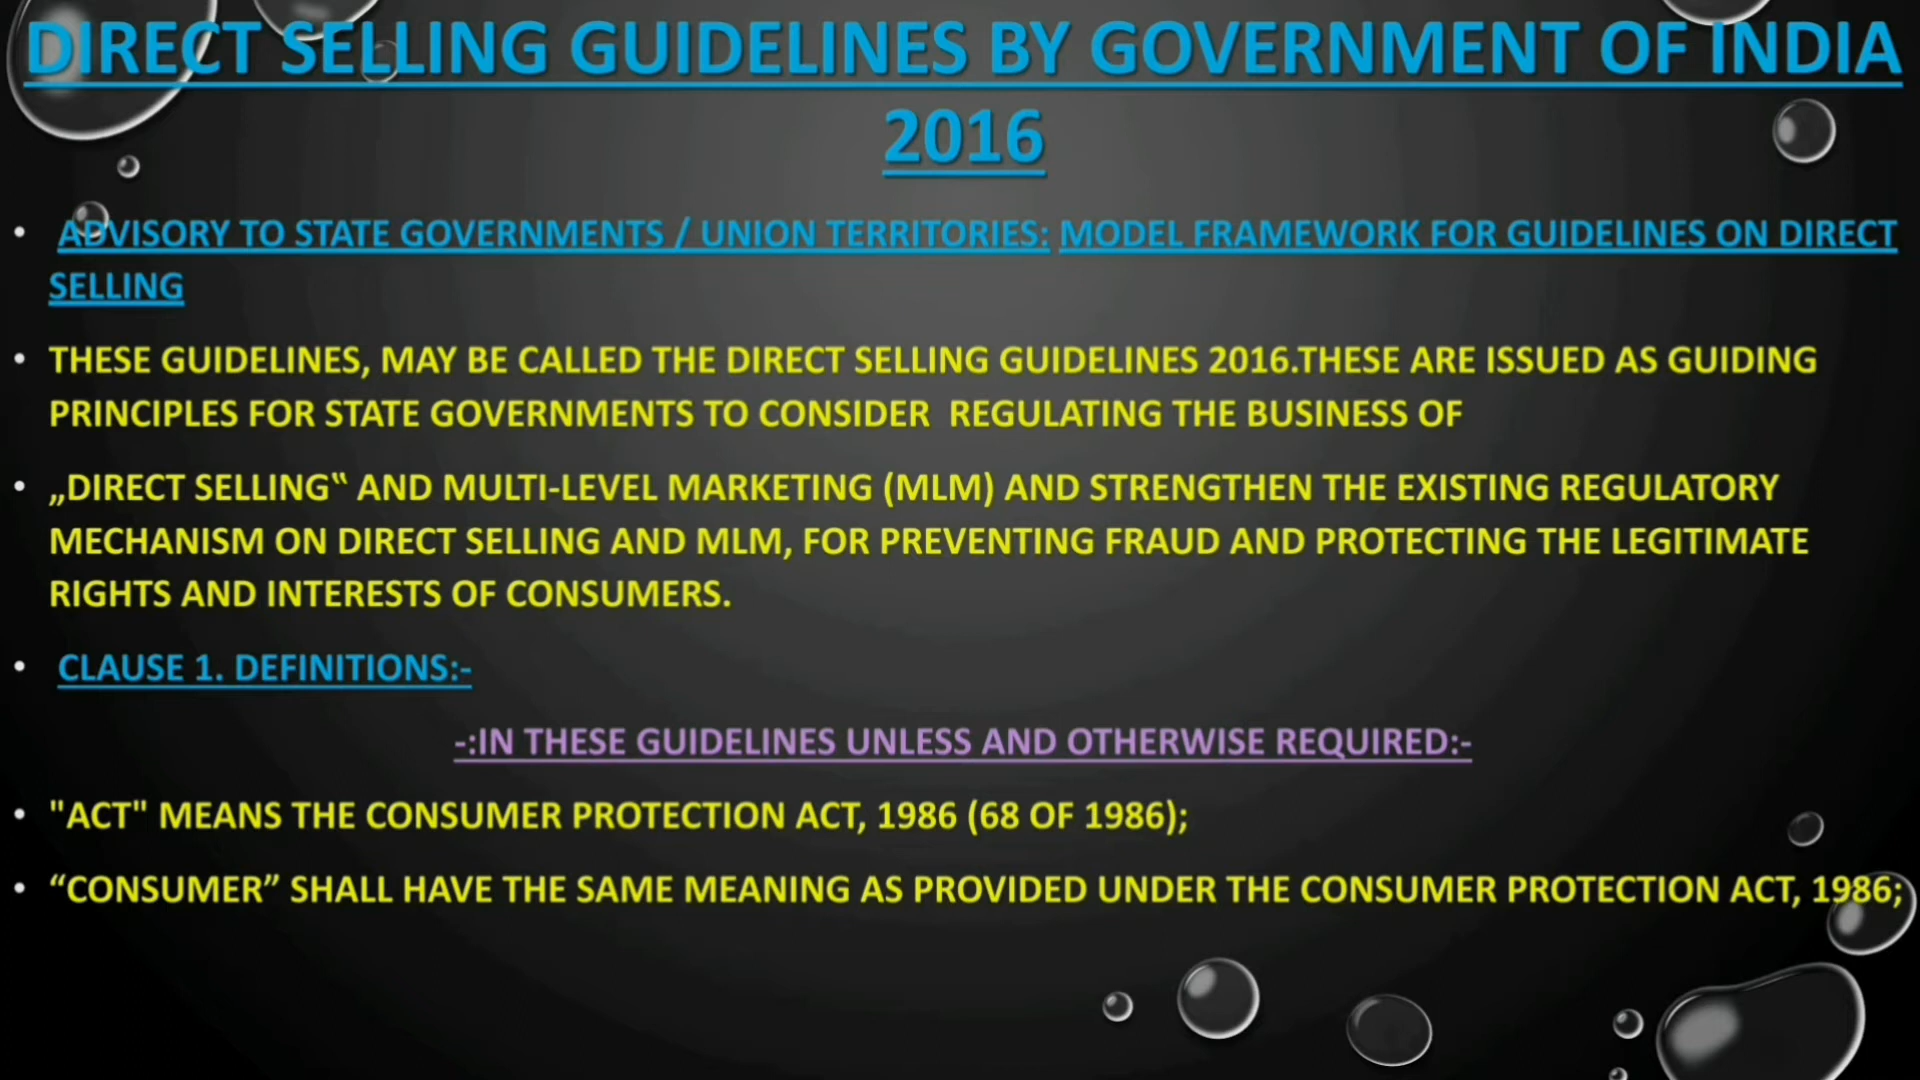 DIRECT SELLING GUIDELINES BY GOVERNMENT OF INDIA
2016
• ADVISORY TO STATE GOVERNMENTS / UNION TERRITORIES: MODEL FRAMEWORK FOR GUIDELINES ON DIRECT
SELLING
• THESE GUIDELINES, MAY BE CALLED THE DIRECT SELLING GUIDELINES 2016.THESE ARE ISSUED AS GUIDING
PRINCIPLES FOR STATE GOVERNMENTS TO CONSIDER  REGULATING THE BUSINESS OF
• „DIRECT SELLING‟ AND MULTI-LEVEL MARKETING (MLM) AND STRENGTHEN THE EXISTING REGULATORY
MECHANISM ON DIRECT SELLING AND MLM, FOR PREVENTING FRAUD AND PROTECTING THE LEGITIMATE
RIGHTS AND INTERESTS OF CONSUMERS.
• CLAUSE 1. DEFINITIONS:-
-:IN THESE GUIDELINES UNLESS AND OTHERWISE REQUIRED:-
• "ACT" MEANS THE CONSUMER PROTECTION ACT, 1986 (68 OF 1986);
• “CONSUMER” SHALL HAVE THE SAME MEANING AS PROVIDED UNDER THE CONSUMER PROTECTION ACT, 1986;